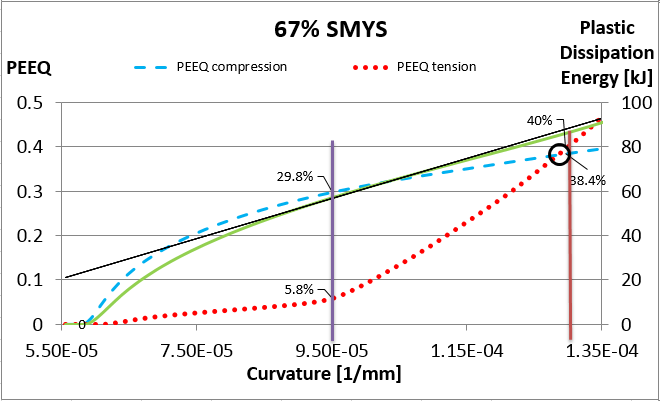 67% SMYS
Plastic
Dissipation
Energy [kJ]
PEEQ
PEEQ compression
PEEQ tension
0.5
100
0.4
40%
80
38.4%
0.3
29.8%
60
0.2
40
0.1
5.8%
20
0
0
0
5.50E-05
7.50E-05
9.50E-05
1.15E-04
1.35E-04
Curvature [1/mm]